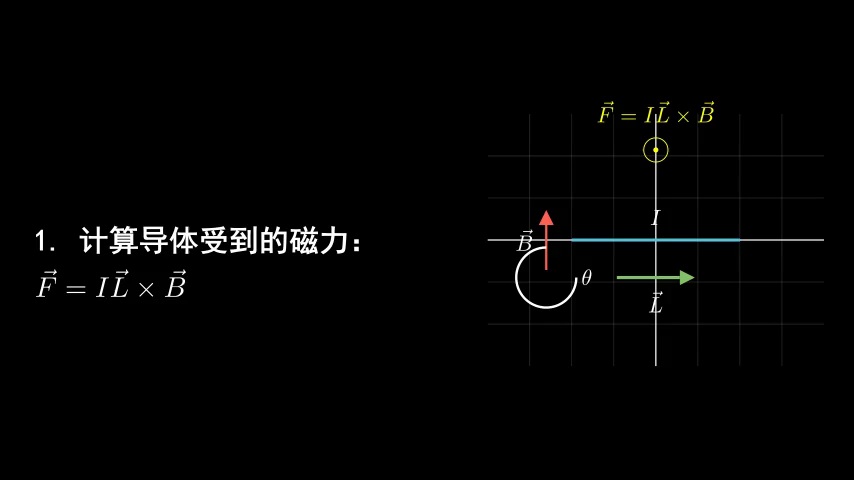 1. 计算导体受到的磁力：
$\vec{F} = I\vec{L} \times \vec{B}$
$\vec{F} = I\vec{L} \times \vec{B}$
I
$\vec{B}$
θ
$\vec{L}$